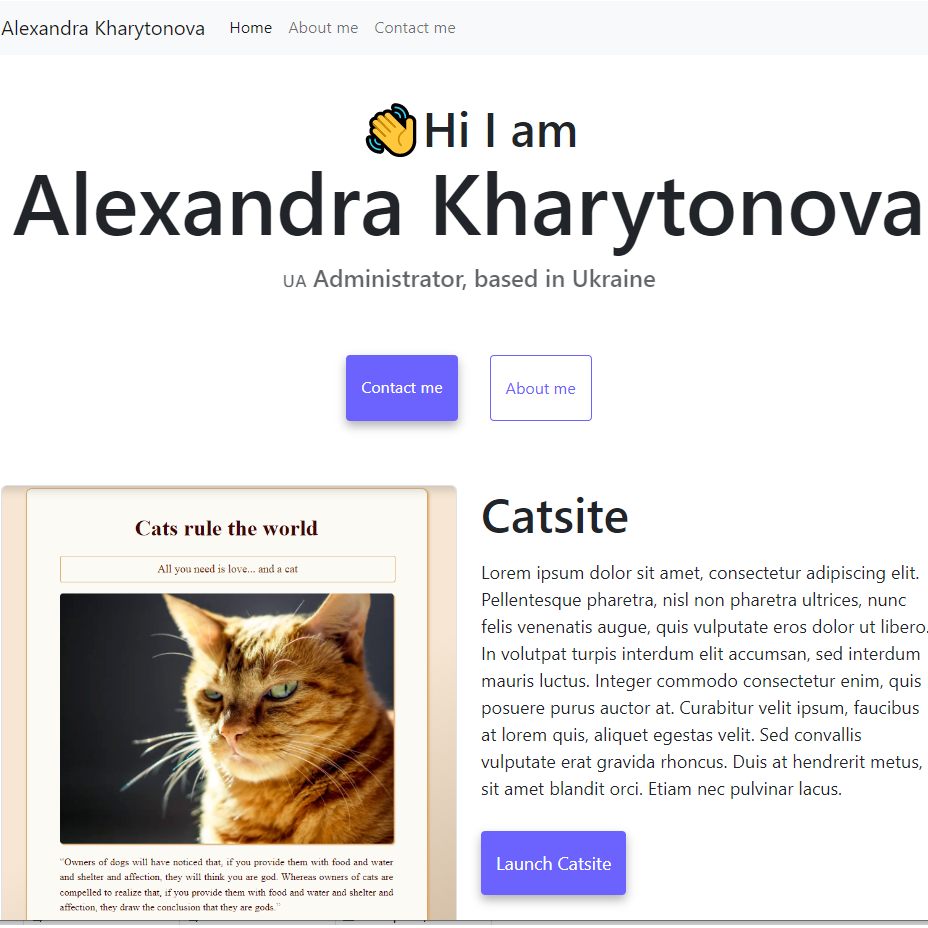 Alexandra Kharytonova Home About me Contact me
👋Hi I am
Alexandra Kharytonova
UA Administrator, based in Ukraine
Contact me
About me
Cats rule the world
All you need is love... and a cat
"Owners of dogs will have noticed that, if you provide them with food and water
and shelter and affection, they will think you are god. Whereas owners of cats are
compelled to realize that, if you provide them with food and water and shelter and
affection, they draw the conclusion that they are gods."
Catsite
Lorem ipsum dolor sit amet, consectetur adipiscing elit.
Pellentesque pharetra, nisl non pharetra ultrices, nunc
felis venenatis augue, quis vulputate eros dolor ut libero.
In volutpat turpis interdum elit accumsan, sed interdum
mauris luctus. Integer commodo consectetur enim, quis
posuere purus auctor at. Curabitur velit ipsum, faucibus
at lorem quis, aliquet egestas velit. Sed convallis
vulputate erat gravida rhoncus. Duis at hendrerit metus,
sit amet blandit orci. Etiam nec pulvinar lacus.
Launch Catsite